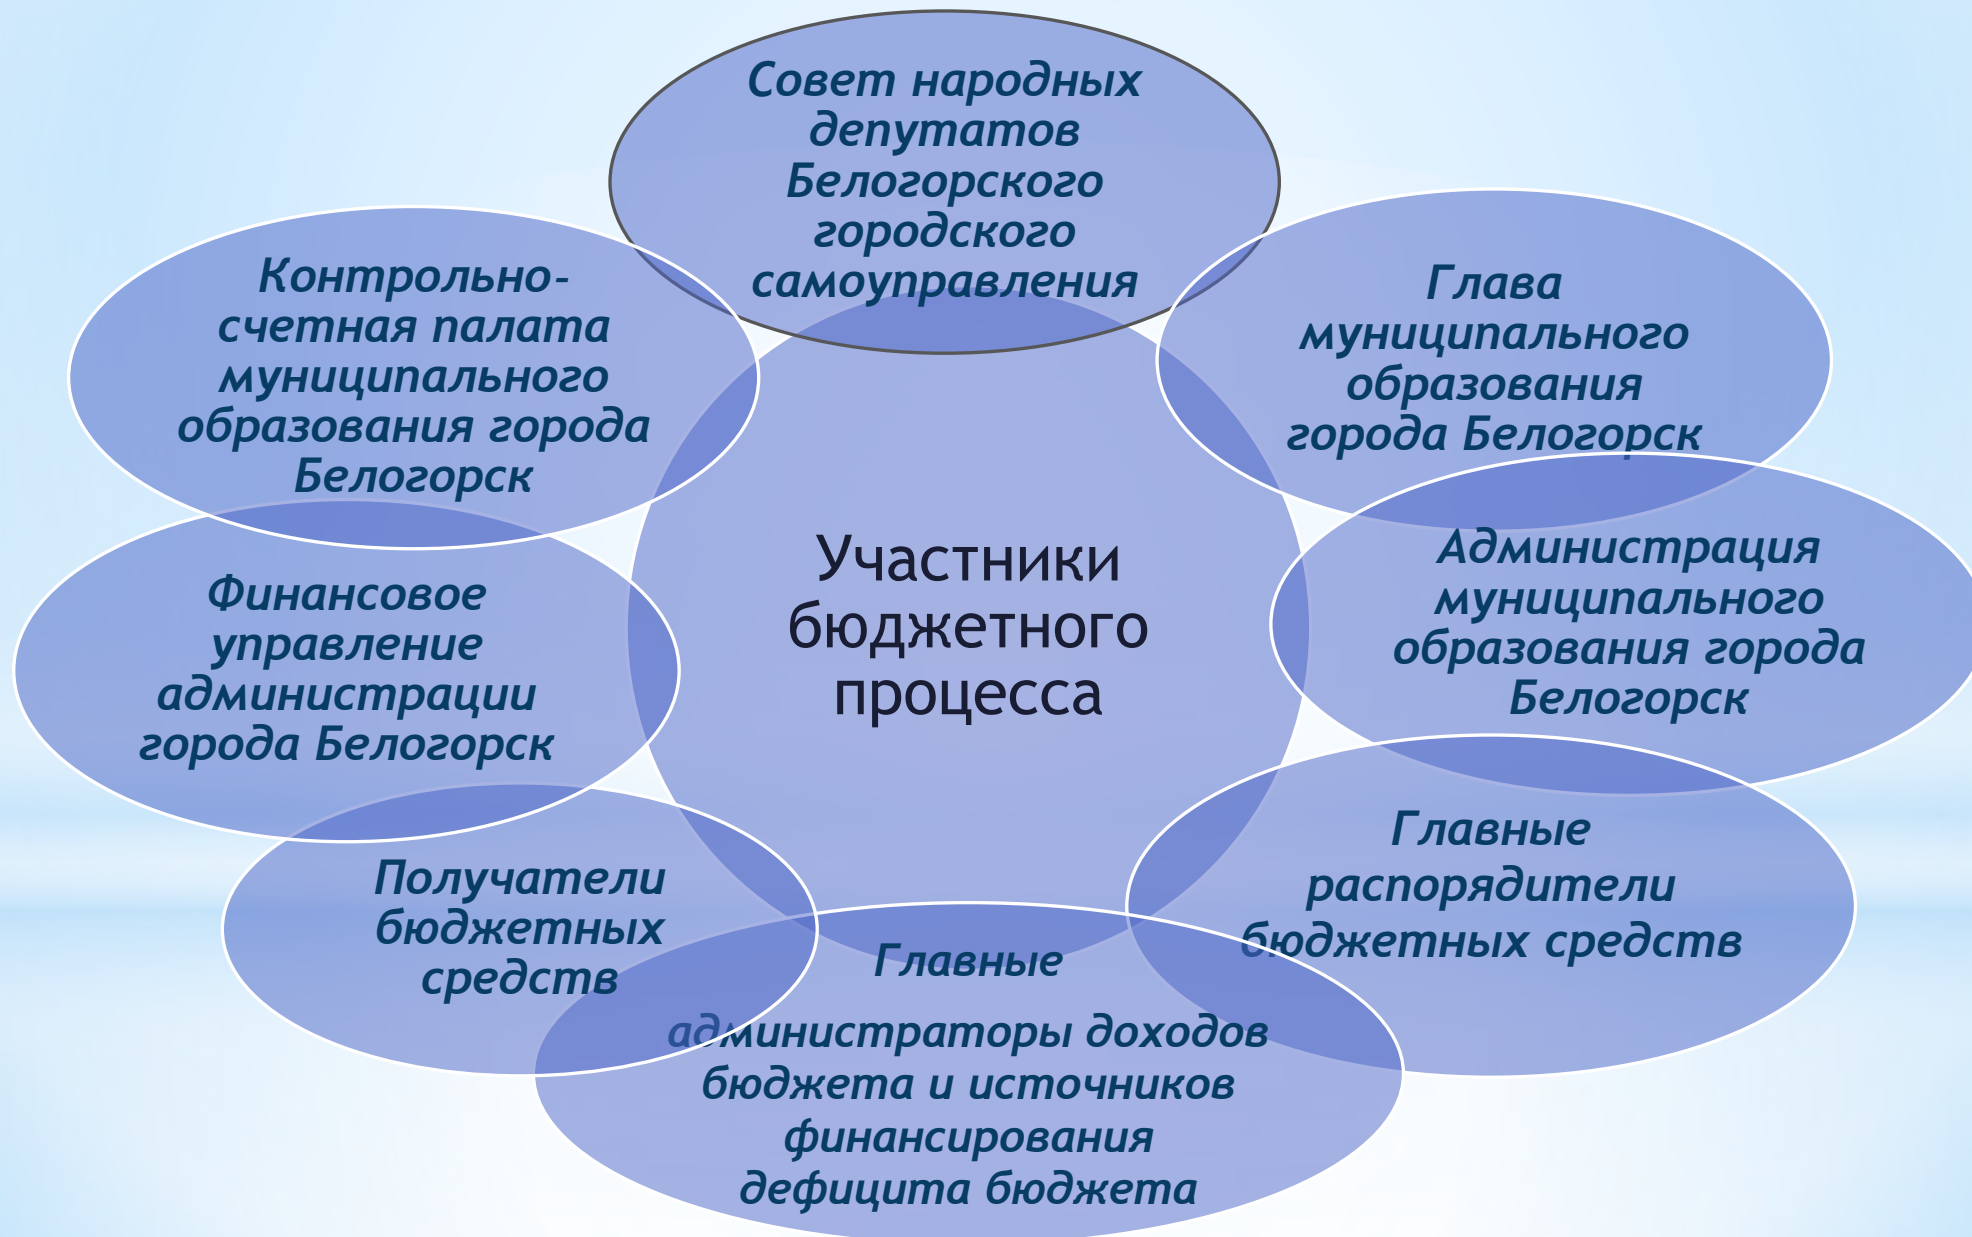 Совет народных
депутатов
Белогорского
городского
самоуправления
Глава
муниципального
образования
города Белогорск
Администрация
муниципального
образования города
Белогорск
Главные
распорядители
бюджетных средств
Главные
администраторы доходов
бюджета и источников
финансирования
дефицита бюджета
Получатели
бюджетных
средств
Финансовое
управление
администрации
города Белогорск
Контрольно-
счетная палата
муниципального
образования города
Белогорск
Участники
бюджетного
процесса